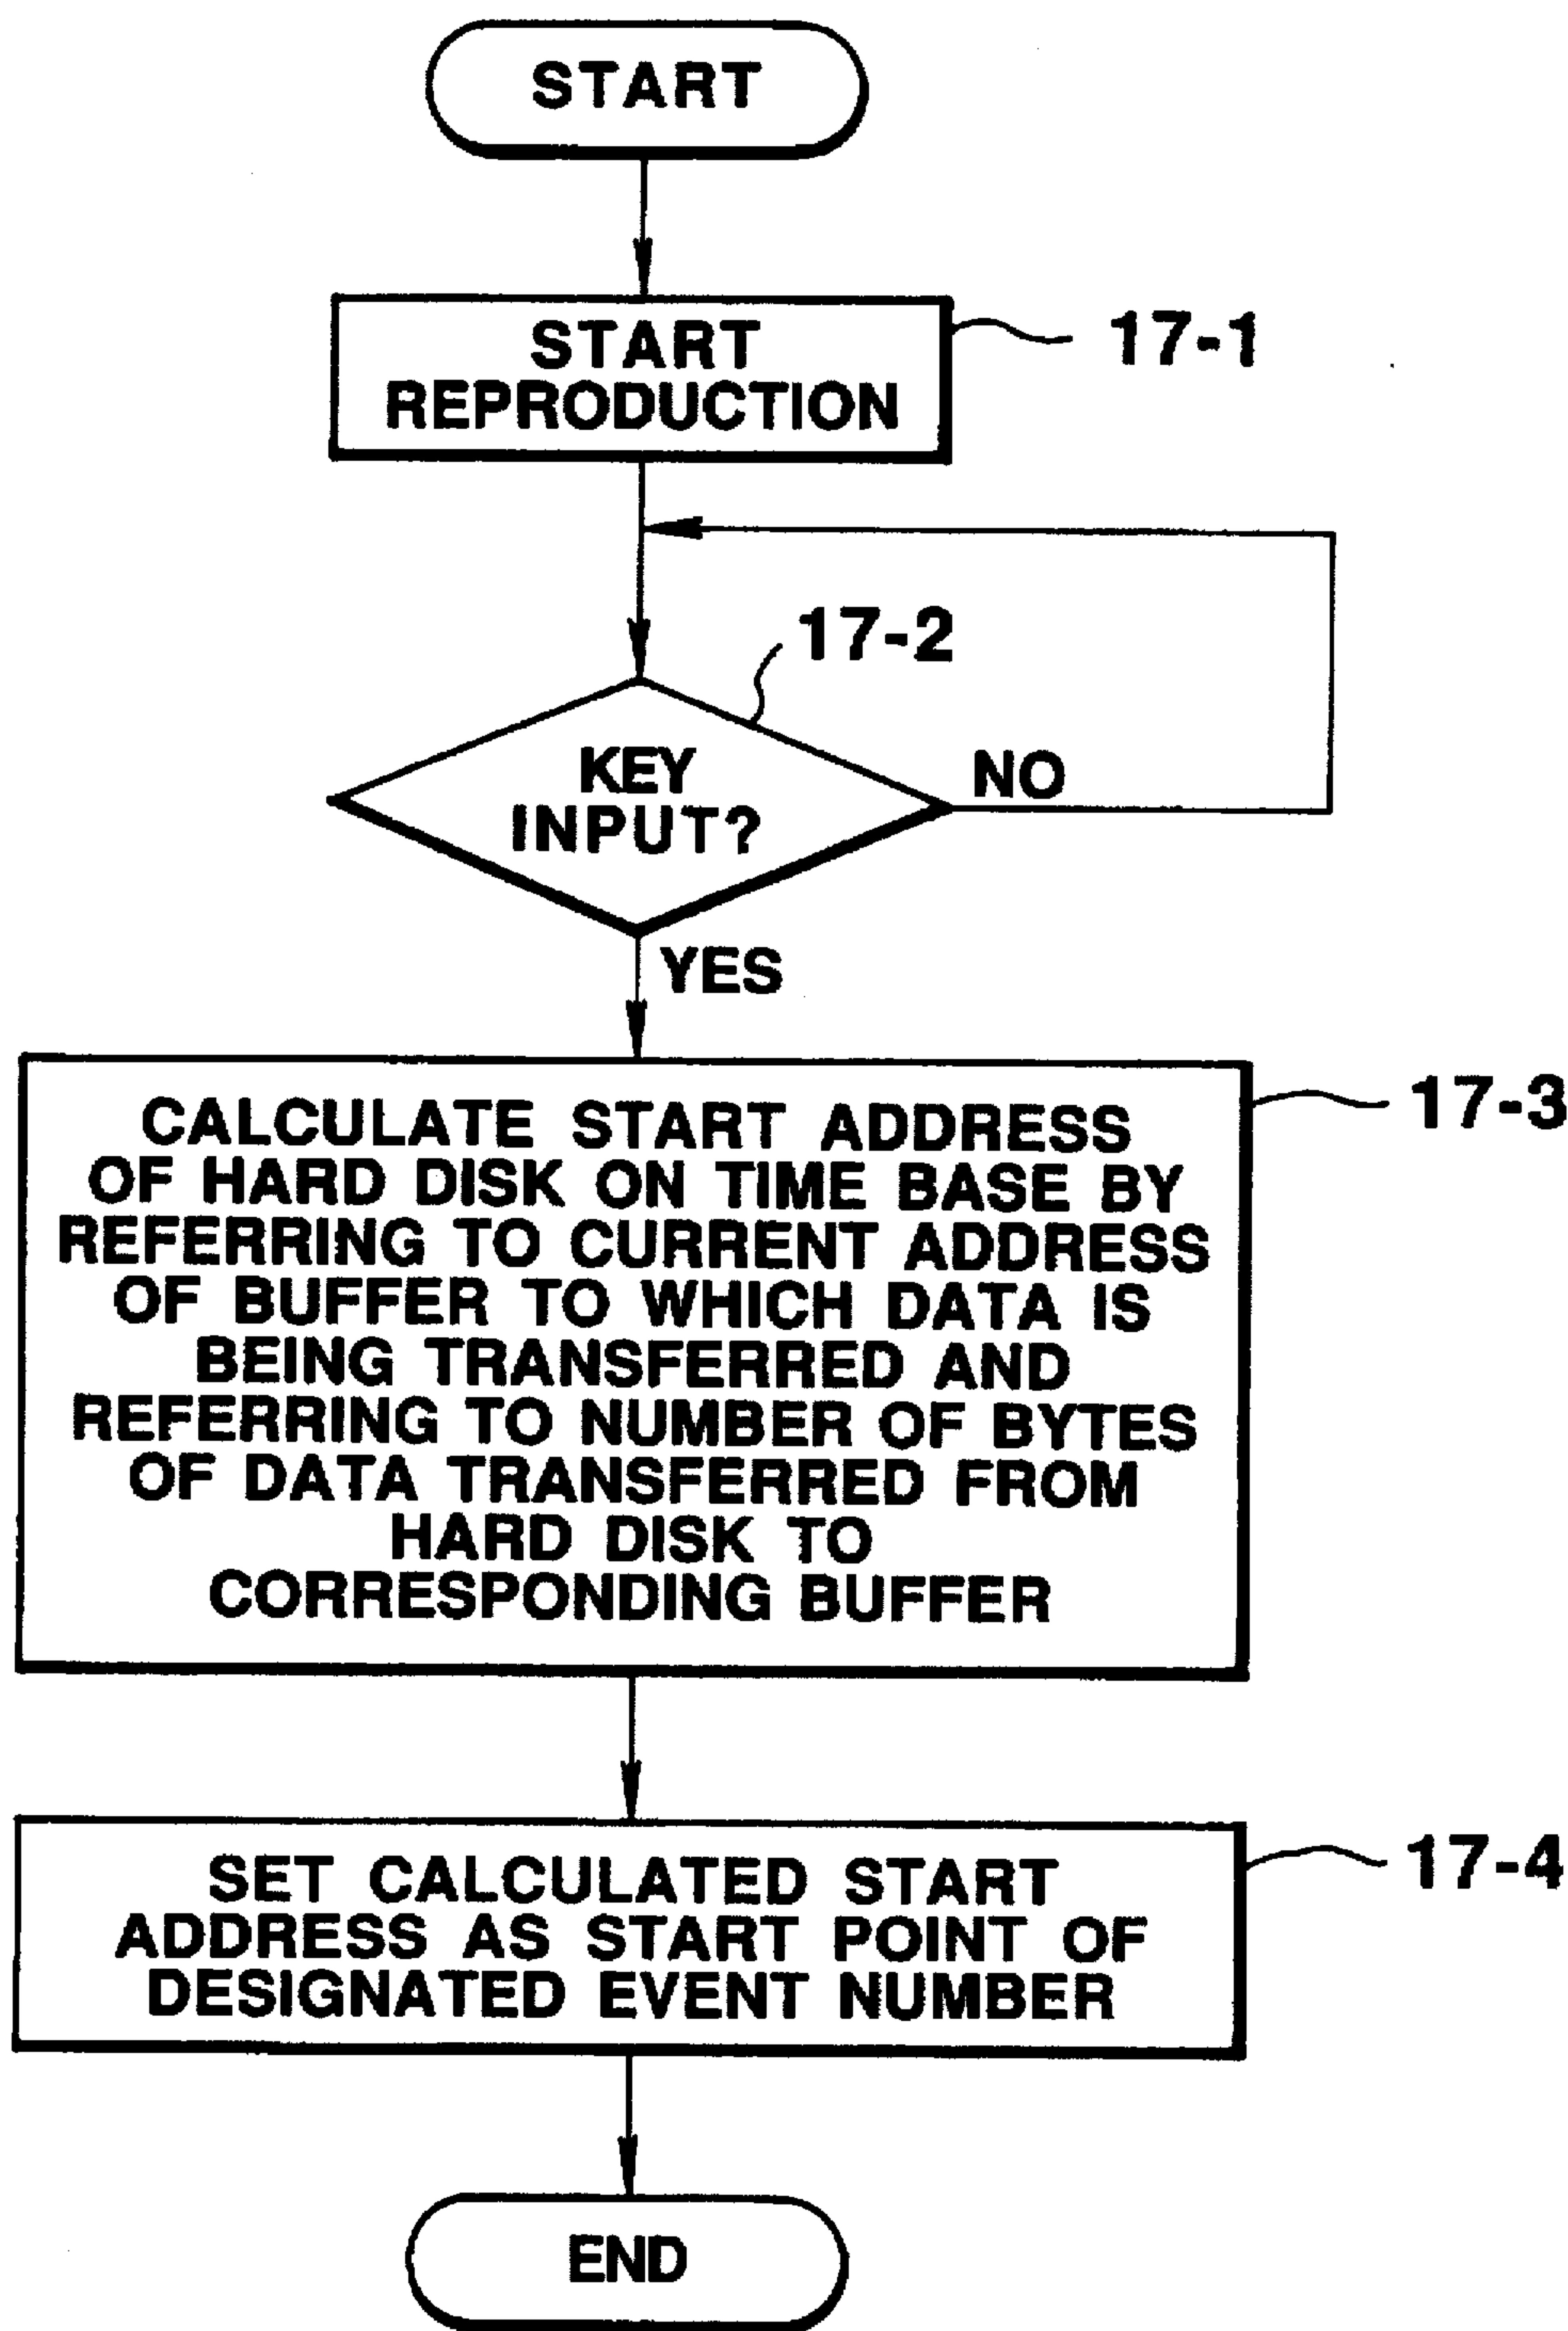 START
START
REPRODUCTION
17-1
17-2
KEY
INPUT?
NO
YES
CALCULATE START ADDRESS
OF HARD DISK ON TIME BASE BY
REFERRING TO CURRENT ADDRESS
OF BUFFER TO WHICH DATA IS
BEING TRANSFERRED AND
REFERRING TO NUMBER OF BYTES
OF DATA TRANSFERRED FROM
HARD DISK TO
CORRESPONDING BUFFER
17-3
SET CALCULATED START
ADDRESS AS START POINT OF
DESIGNATED EVENT NUMBER
17-4
END